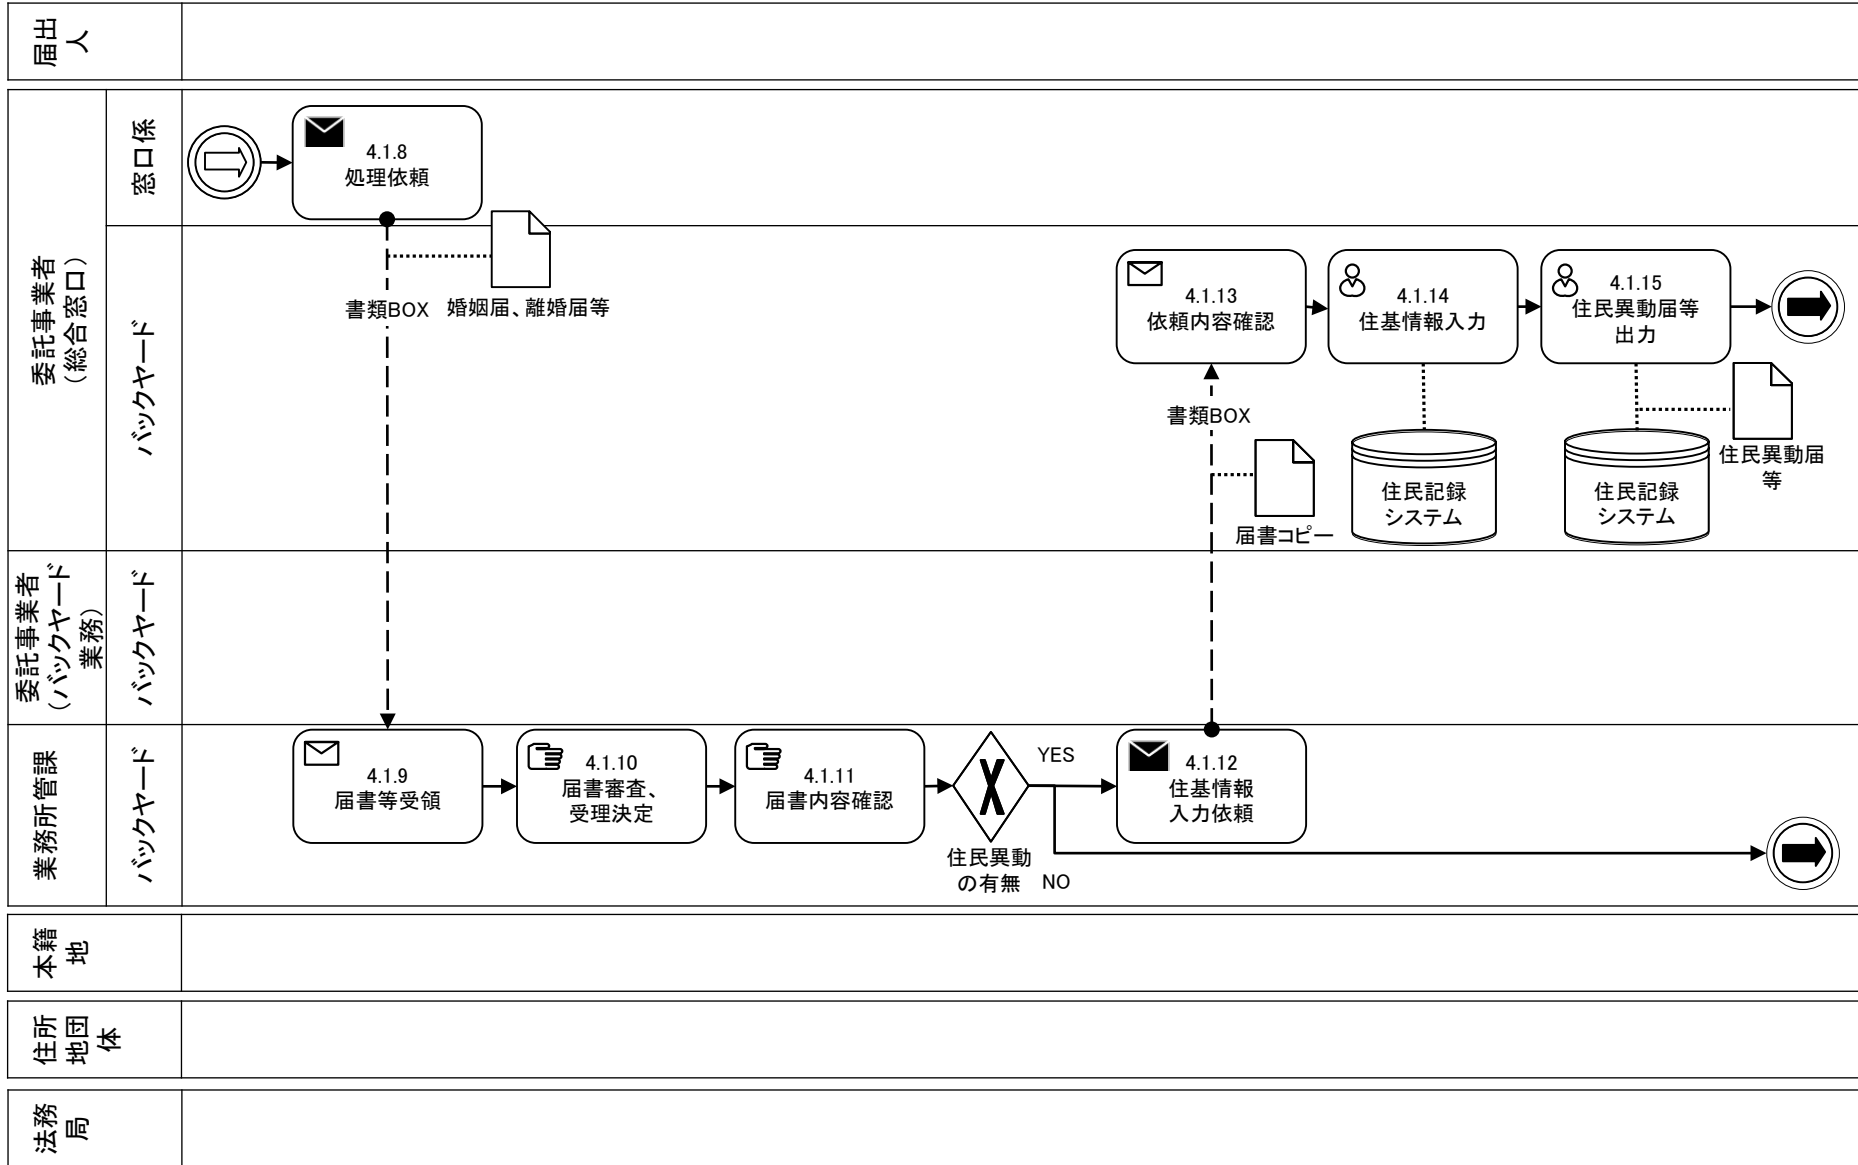 届出
人
委託事業者
（総合窓口）
窓口係
4.1.8
処理依頼
バックヤード
書類BOX
婚姻届、離婚届等
4.1.13
依頼内容確認
4.1.14
住基情報入力
4.1.15
住民異動届等
出力
書類BOX
届書コピー
住民記録
システム
住民記録
システム
住民異動届
等
委託事業者
（バックヤード
業務）
バックヤード
業務所管課
バックヤード
4.1.9
届書等受領
4.1.10
届書審査、
受理決定
4.1.11
届書内容確認
住民異動
の有無
YES
NO
4.1.12
住基情報
入力依頼
本籍
地
住所
地団
体
法務
局